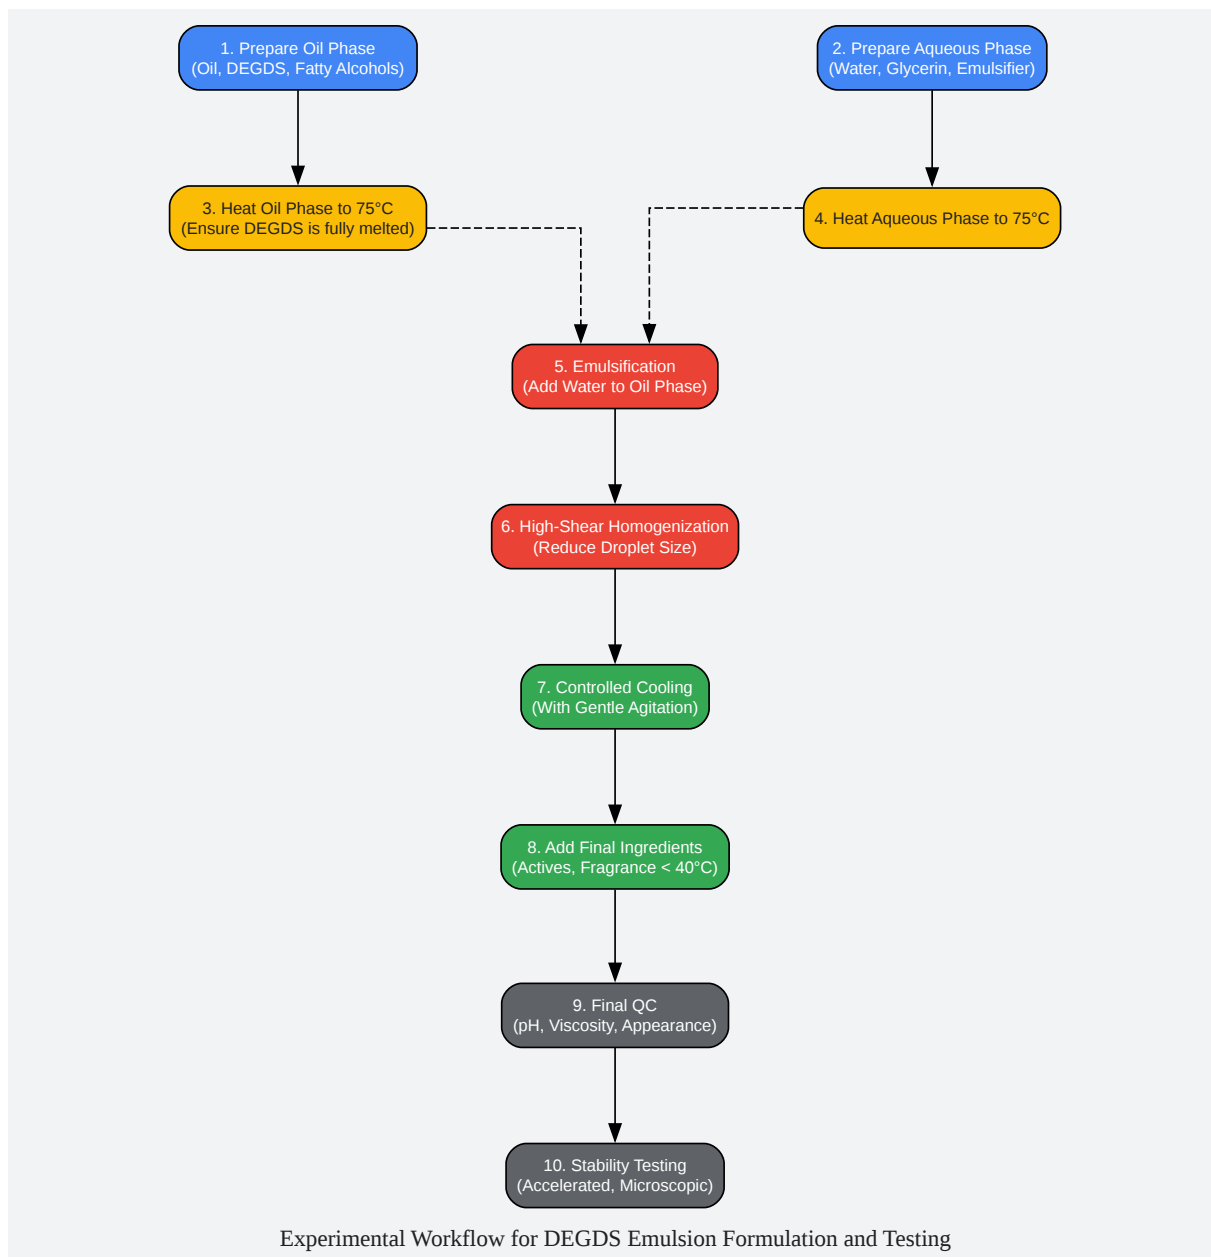 1. Prepare Oil Phase
(Oil, DEGDS, Fatty Alcohols)
2. Prepare Aqueous Phase
(Water, Glycerin, Emulsifier)
3. Heat Oil Phase to 75°C
(Ensure DEGDS is fully melted)
4. Heat Aqueous Phase to 75°C
5. Emulsification
(Add Water to Oil Phase)
6. High-Shear Homogenization
(Reduce Droplet Size)
7. Controlled Cooling
(With Gentle Agitation)
8. Add Final Ingredients
(Actives, Fragrance < 40°C)
9. Final QC
(pH, Viscosity, Appearance)
10. Stability Testing
(Accelerated, Microscopic)
Experimental Workflow for DEGDS Emulsion Formulation and Testing